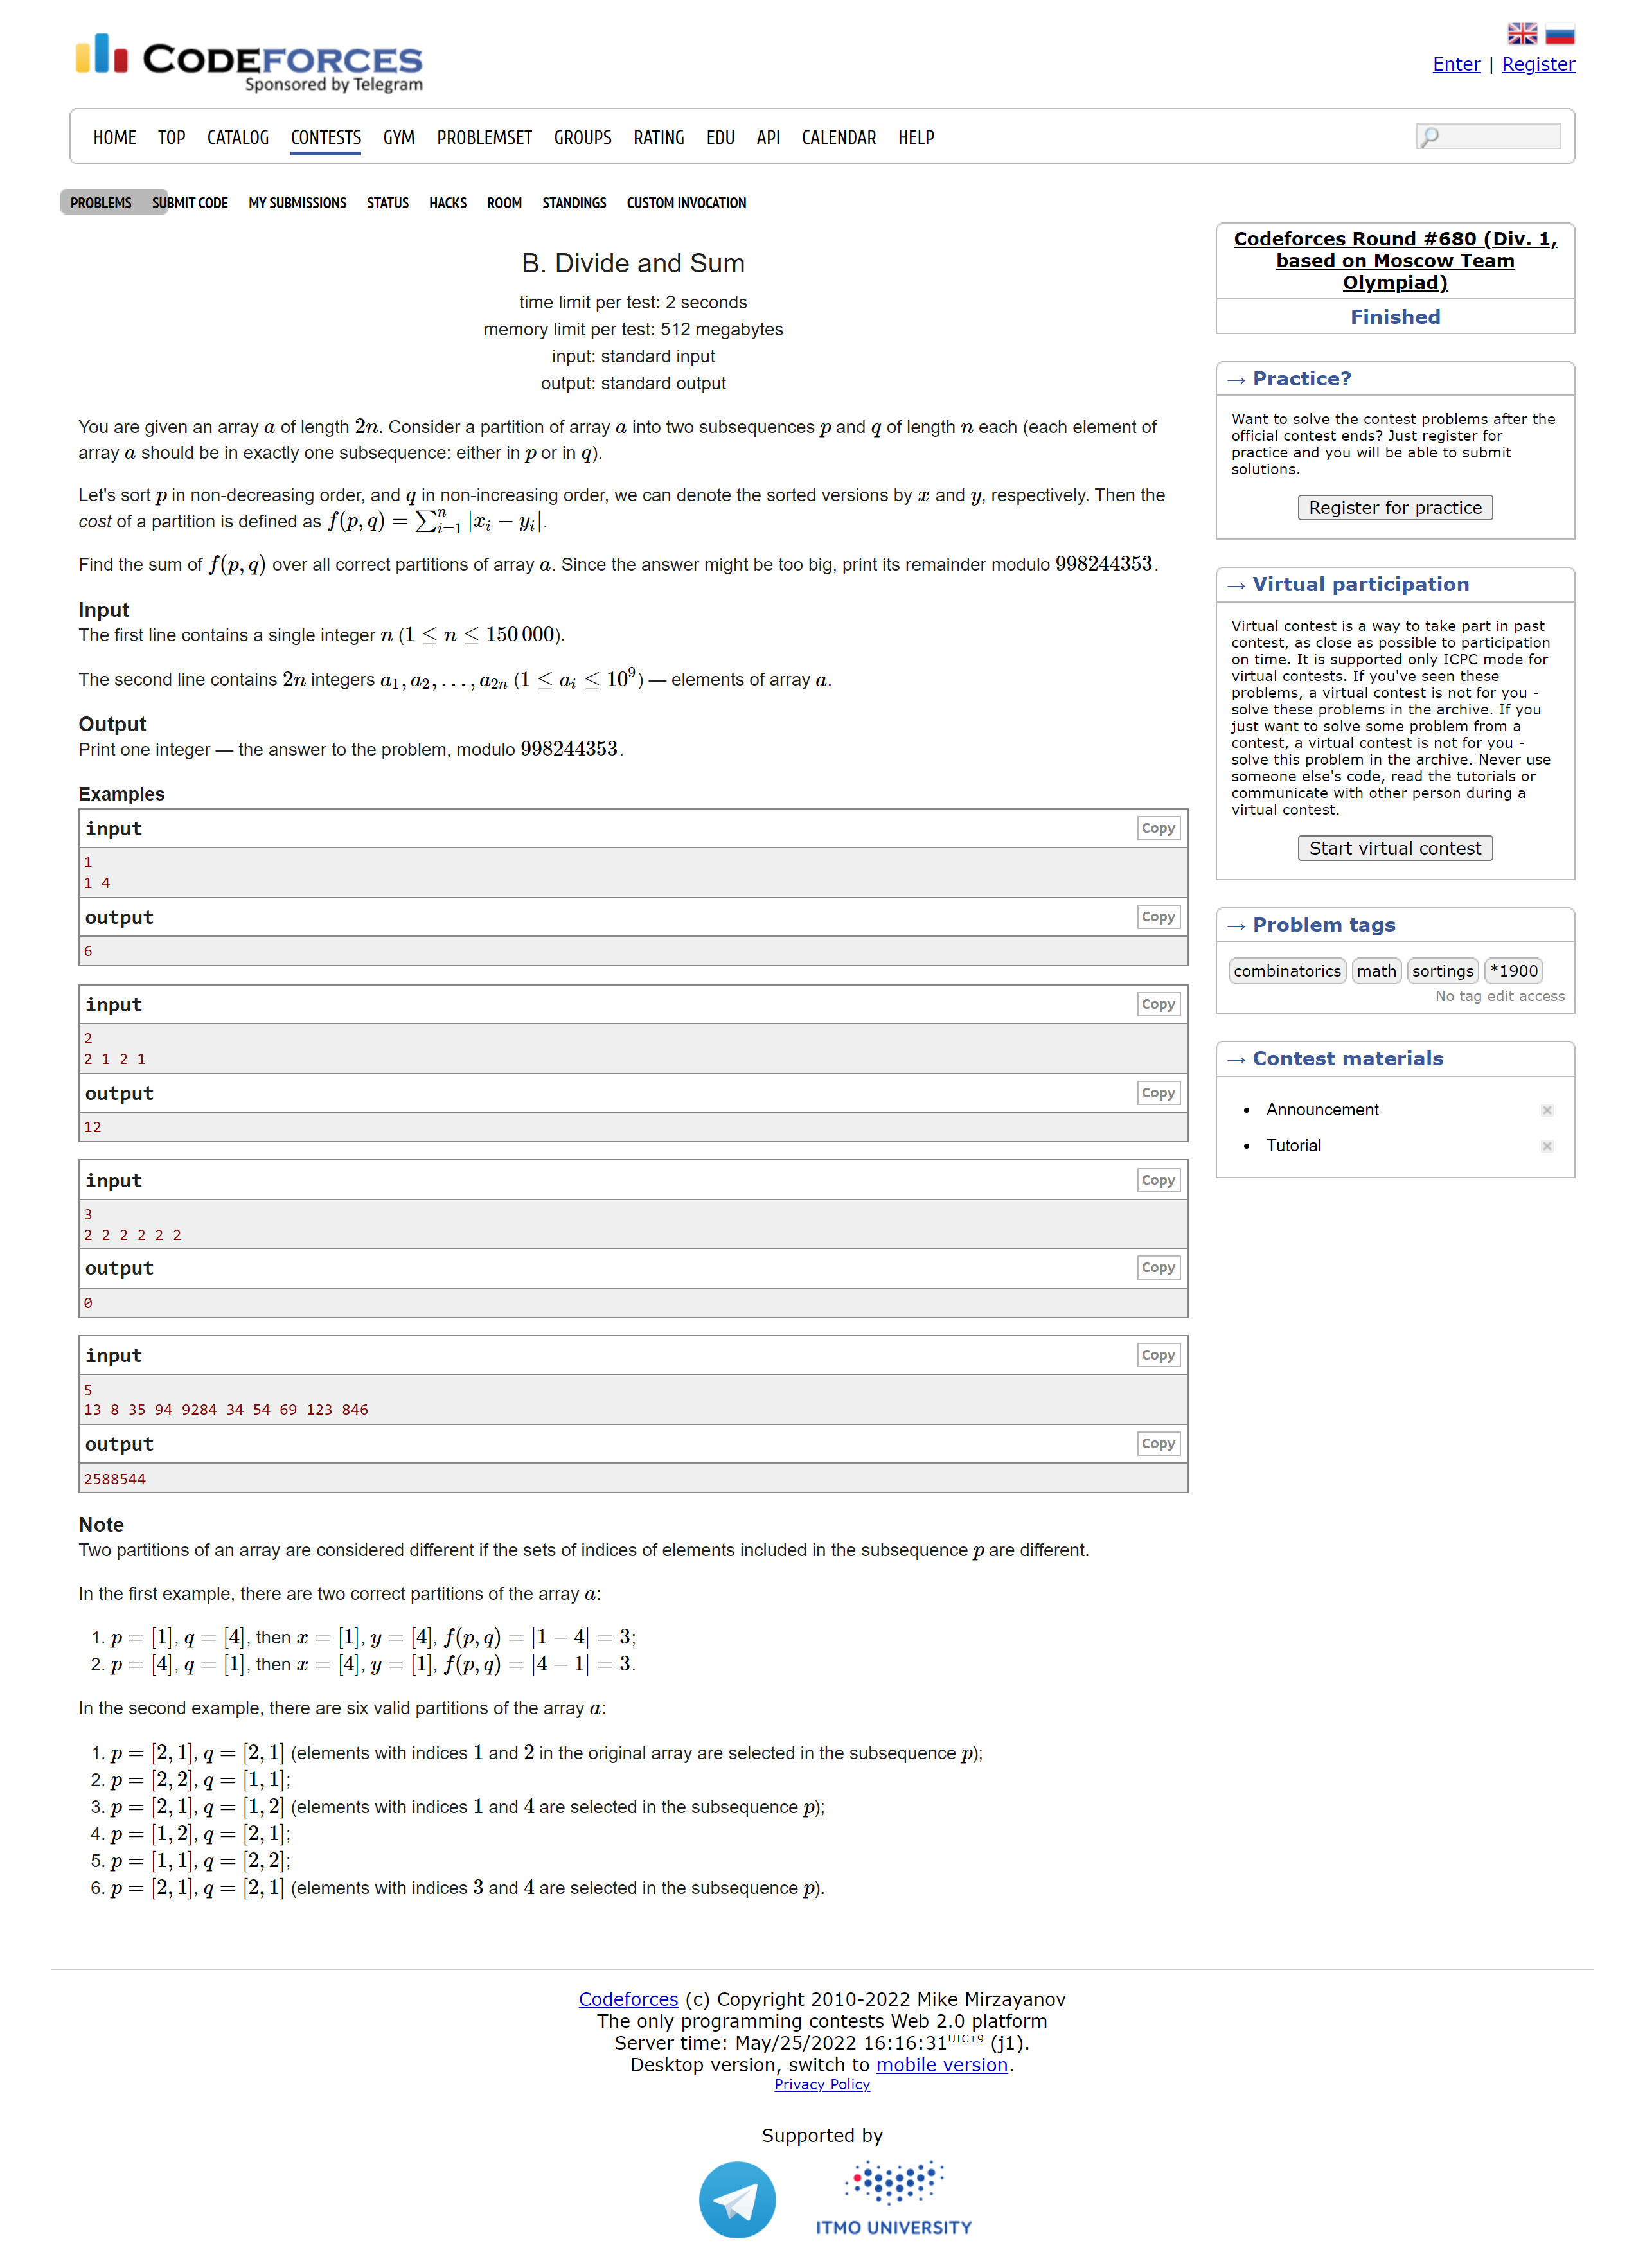 CODEFORCES
Sponsored by Telegram
Enter | Register
HOME TOP CATALOG CONTESTS GYM PROBLEMSET GROUPS RATING EDU API CALENDAR HELP
PROBLEMS SUBMIT CODE MY SUBMISSIONS STATUS HACKS ROOM STANDINGS CUSTOM INVOCATION
B. Divide and Sum
time limit per test: 2 seconds
memory limit per test: 512 megabytes
input: standard input
output: standard output
You are given an array a of length 2n. Consider a partition of array a into two subsequences p and q of length n each (each element of
array a should be in exactly one subsequence: either in p or in q).
Let's sort p in non-decreasing order, and q in non-increasing order, we can denote the sorted versions by x and y, respectively. Then the
cost of a partition is defined as f(p, q) = ∑ⁿᵢ₌₁ |xᵢ − yᵢ|.
Find the sum of f(p, q) over all correct partitions of array a. Since the answer might be too big, print its remainder modulo 998244353.
Input
The first line contains a single integer n (1 ≤ n ≤ 150 000).
The second line contains 2n integers a₁, a₂, …, a₂ₙ (1 ≤ aᵢ ≤ 10⁹) — elements of array a.
Output
Print one integer — the answer to the problem, modulo 998244353.
Examples
input Copy
1
1 4
output Copy
6
input Copy
2
2 1 2 1
output Copy
12
input Copy
3
2 2 2 2 2 2
output Copy
0
input Copy
5
13 8 35 94 9284 34 54 69 123 846
output Copy
2588544
Note
Two partitions of an array are considered different if the sets of indices of elements included in the subsequence p are different.
In the first example, there are two correct partitions of the array a:
1. p = [1], q = [4], then x = [1], y = [4], f(p, q) = |1 − 4| = 3;
2. p = [4], q = [1], then x = [4], y = [1], f(p, q) = |4 − 1| = 3.
In the second example, there are six valid partitions of the array a:
1. p = [2, 1], q = [2, 1] (elements with indices 1 and 2 in the original array are selected in the subsequence p);
2. p = [2, 2], q = [1, 1];
3. p = [2, 1], q = [1, 2] (elements with indices 1 and 4 are selected in the subsequence p);
4. p = [1, 2], q = [2, 1];
5. p = [1, 1], q = [2, 2];
6. p = [2, 1], q = [2, 1] (elements with indices 3 and 4 are selected in the subsequence p).
Codeforces Round #680 (Div. 1,
based on Moscow Team
Olympiad)
Finished
→ Practice?
Want to solve the contest problems after the
official contest ends? Just register for
practice and you will be able to submit
solutions.
Register for practice
→ Virtual participation
Virtual contest is a way to take part in past
contest, as close as possible to participation
on time. It is supported only ICPC mode for
virtual contests. If you've seen these
problems, a virtual contest is not for you -
solve these problems in the archive. If you
just want to solve some problem from a
contest, a virtual contest is not for you -
solve this problem in the archive. Never use
someone else's code, read the tutorials or
communicate with other person during a
virtual contest.
Start virtual contest
→ Problem tags
combinatorics math sortings *1900
No tag edit access
→ Contest materials
• Announcement
• Tutorial
Codeforces (c) Copyright 2010-2022 Mike Mirzayanov
The only programming contests Web 2.0 platform
Server time: May/25/2022 16:16:31 UTC+9 (j1).
Desktop version, switch to mobile version.
Privacy Policy
Supported by
ITMO UNIVERSITY